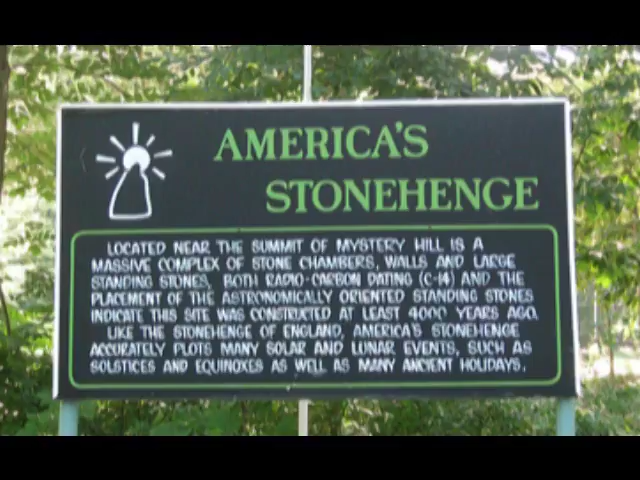 AMERICA'S
STONEHENGE
LOCATED NEAR THE SUMMIT OF MYSTERY HILL IS A
MASSIVE COMPLEX OF STONE CHAMBERS, WALLS AND LARGE
STANDING STONES, BOTH RADIO-CARBON DATING (C-14) AND THE
PLACEMENT OF THE ASTRONOMICALLY ORIENTED STANDING STONES
INDICATE THIS SITE WAS CONSTRUCTED AT LEAST 4000 YEARS AGO.
LIKE THE STONEHENGE OF ENGLAND, AMERICA'S STONEHENGE
ACCURATELY PLOTS MANY SOLAR AND LUNAR EVENTS, SUCH AS
SOLSTICES AND EQUINOXES AS WELL AS MANY ANCIENT HOLIDAYS.